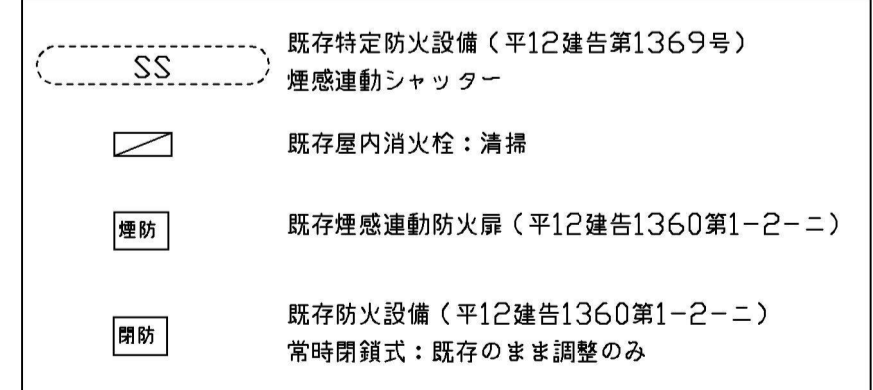 既存特定防火設備(平12建告第1369号)
SS
煙感連動シャッター
既存屋内消火栓:清掃
煙防
既存煙感連動防火扉(平12建告1360第1-2-ニ)
既存防火設備(平12建告1360第1-2-ニ)
閉防
常時閉鎖式:既存のまま調整のみ